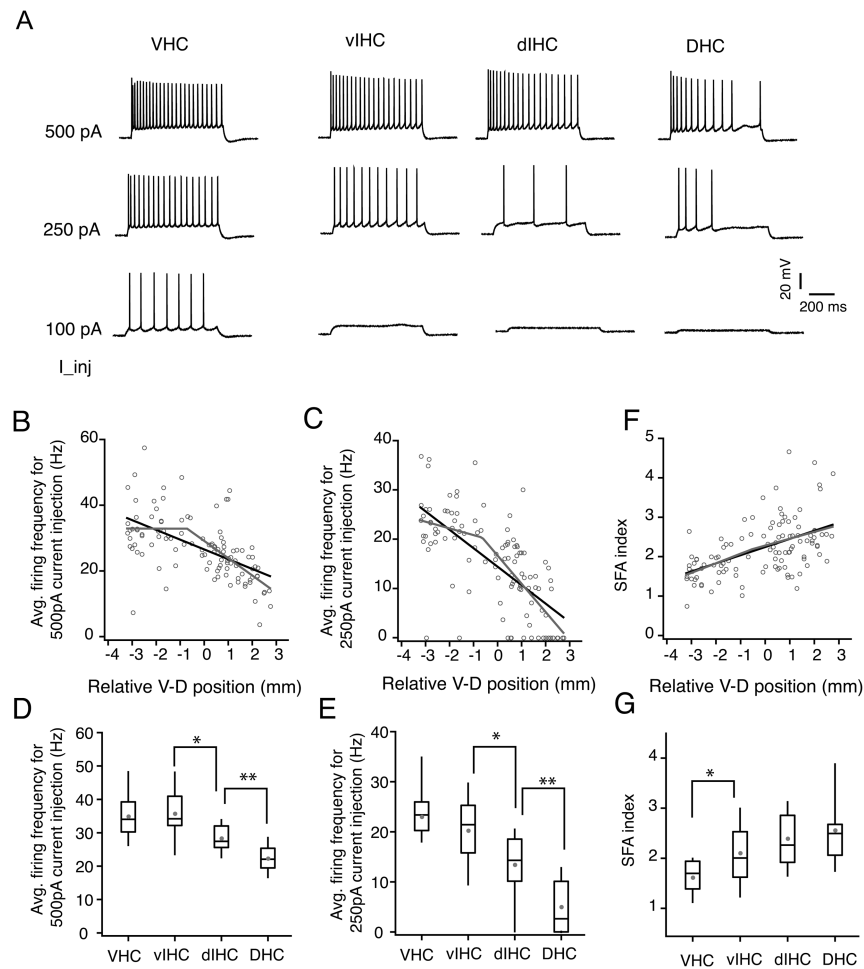 A
VHC vIHC dIHC DHC
500 pA
250 pA
100 pA
I_inj
20 mV
200 ms
B
Avg. firing frequency for
500pA current injection (Hz)
60
40
20
0
-4 -3 -2 -1 0 1 2 3
Relative V-D position (mm)
C
Avg. firing frequency for
250pA current injection (Hz)
40
30
20
10
0
-4 -3 -2 -1 0 1 2 3
Relative V-D position (mm)
F
SFA index
5
4
3
2
1
0
-4 -3 -2 -1 0 1 2 3
Relative V-D position (mm)
D
Avg. firing frequency for
500pA current injection (Hz)
60
50
40
30
20
10
0
* **
VHC vIHC dIHC DHC
E
Avg. firing frequency for
250pA current injection (Hz)
40
30
20
10
0
* **
VHC vIHC dIHC DHC
G
SFA index
4
3
2
1
*
VHC vIHC dIHC DHC